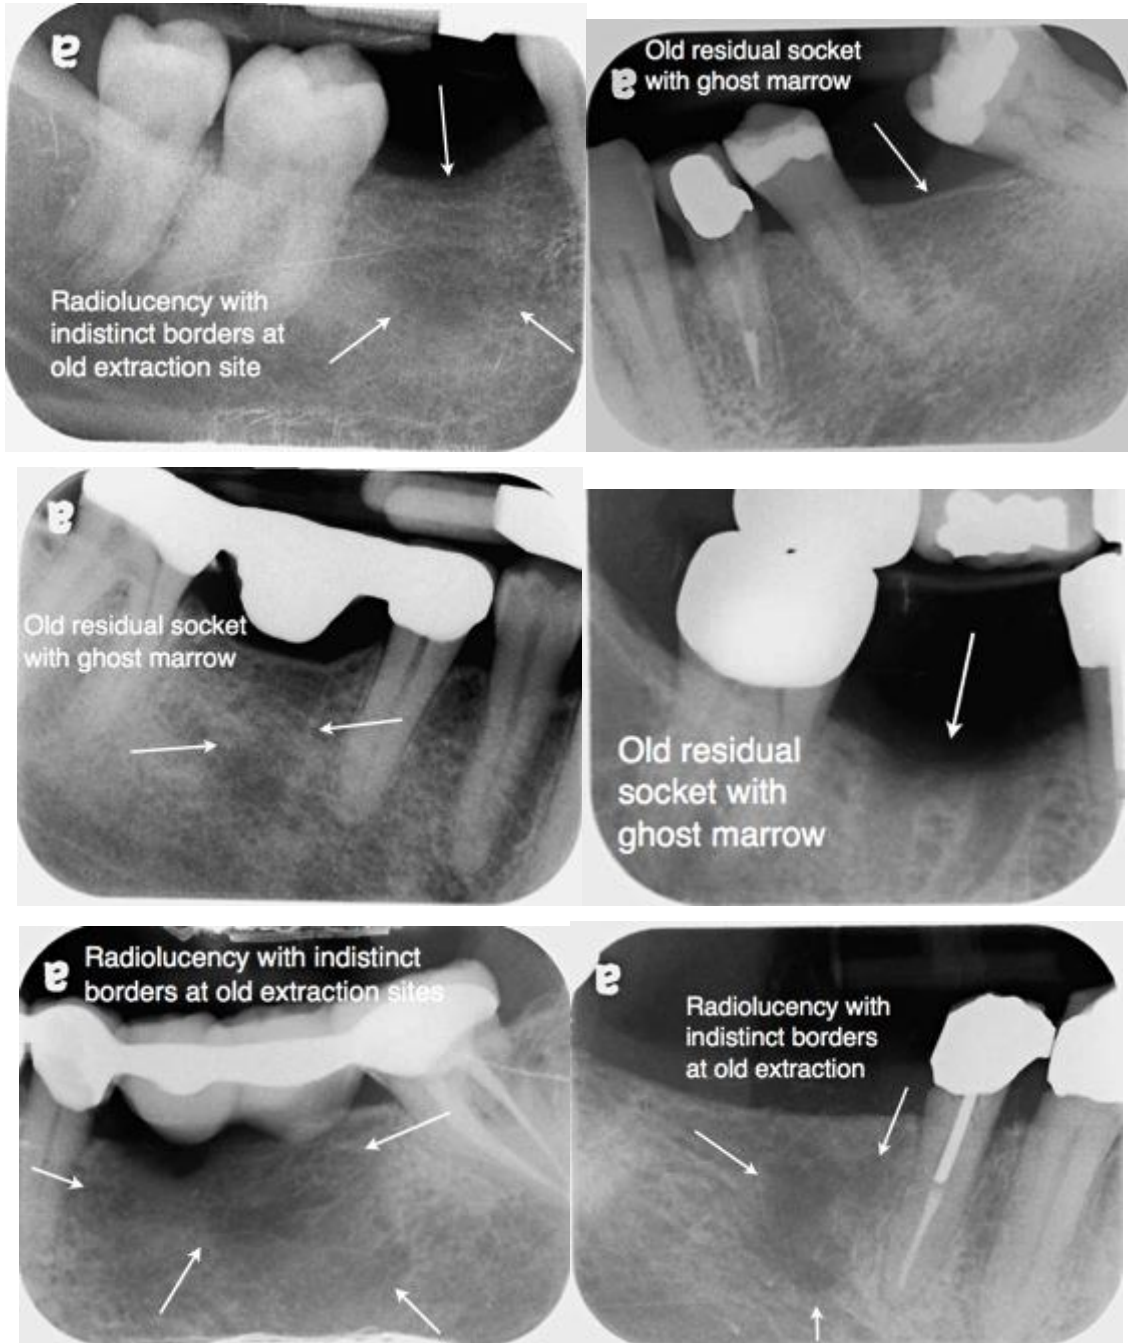 a
Radiolucency with
indistinct borders at
old extraction site
Old residual socket
a with ghost marrow
a
Old residual socket
with ghost marrow
Old residual
socket with
ghost marrow
Radiolucency with indistinct
a borders at old extraction sites
a
Radiolucency with
indistinct borders
at old extraction